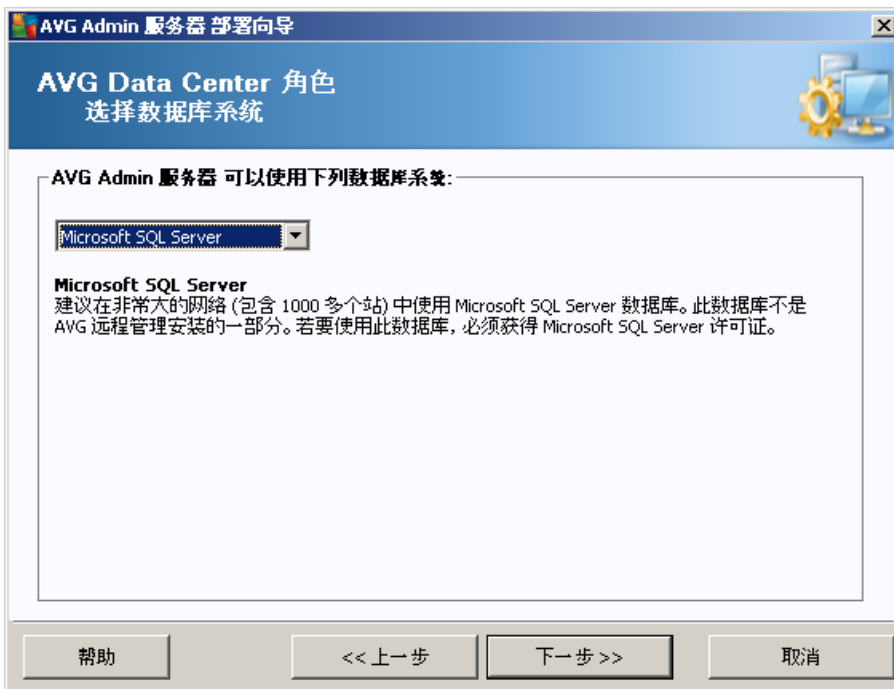 AVG Admin 服务器 部署向导
AVG Data Center 角色
选择数据库系统
AVG Admin 服务器 可以使用下列数据库系统:
Microsoft SQL Server
Microsoft SQL Server
建议在非常大的网络 (包含 1000 多个站) 中使用 Microsoft SQL Server 数据库。此数据库不是
AVG 远程管理安装的一部分。若要使用此数据库, 必须获得 Microsoft SQL Server 许可证。
帮助
<< 上一步
下一步 >>
取消